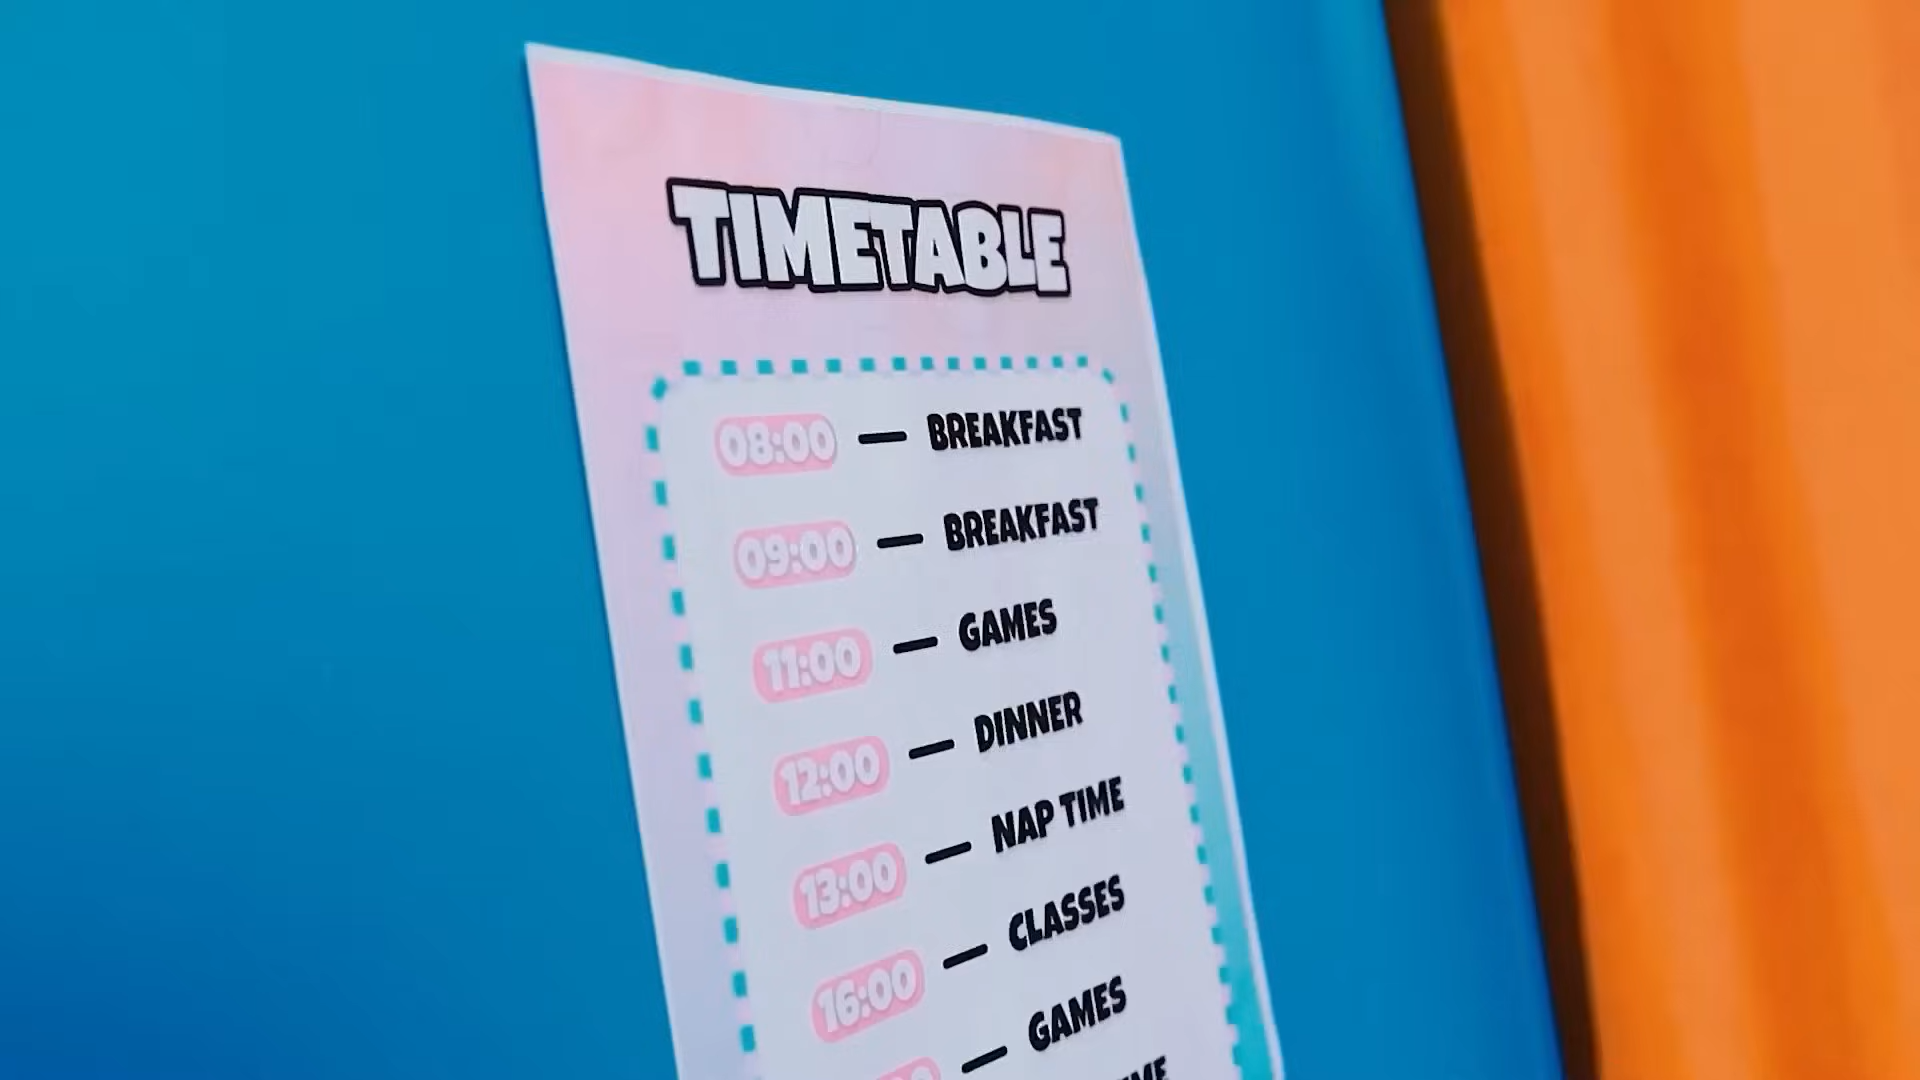 TIMETABLE
08:00 — BREAKFAST
09:00 — BREAKFAST
11:00 — GAMES
12:00 — DINNER
13:00 — NAP TIME
16:00 — CLASSES
— GAMES